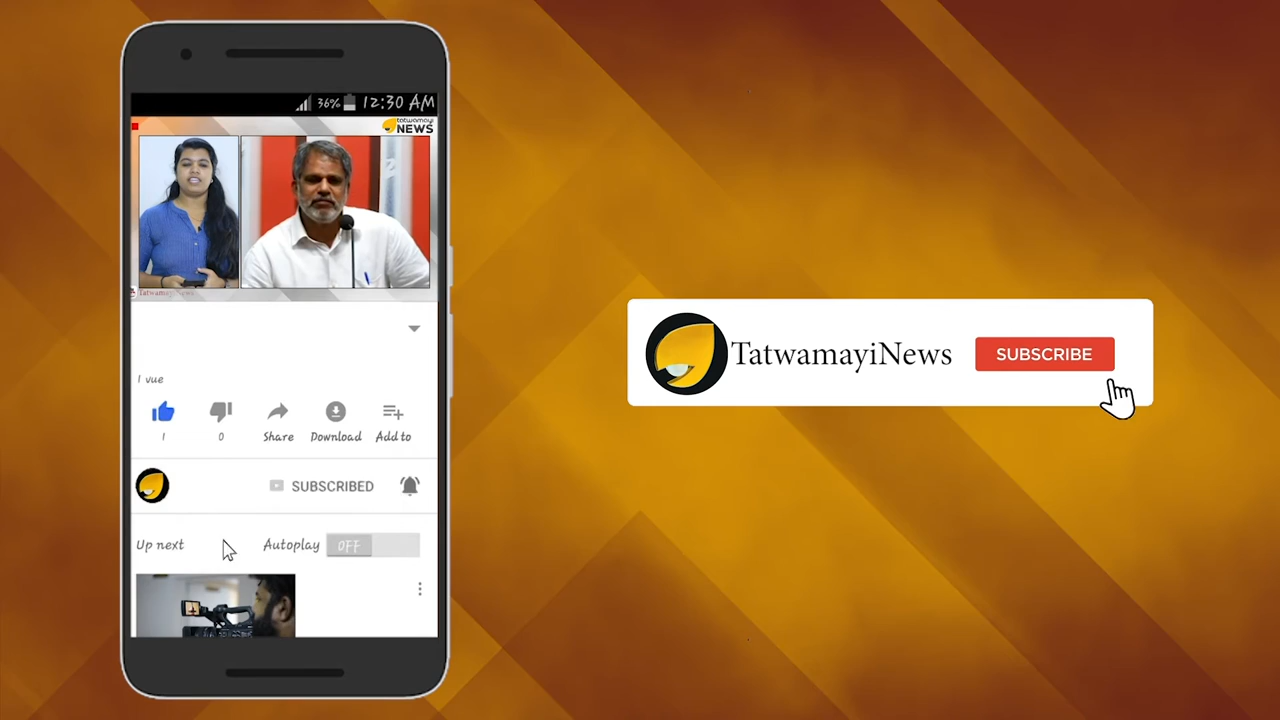 36%
12:30 AM
tatwamayi
NEWS
TatwamayiNews
1 vue
1
0
Share
Download
Add to
SUBSCRIBED
Up next
Autoplay
OFF
TatwamayiNews
SUBSCRIBE